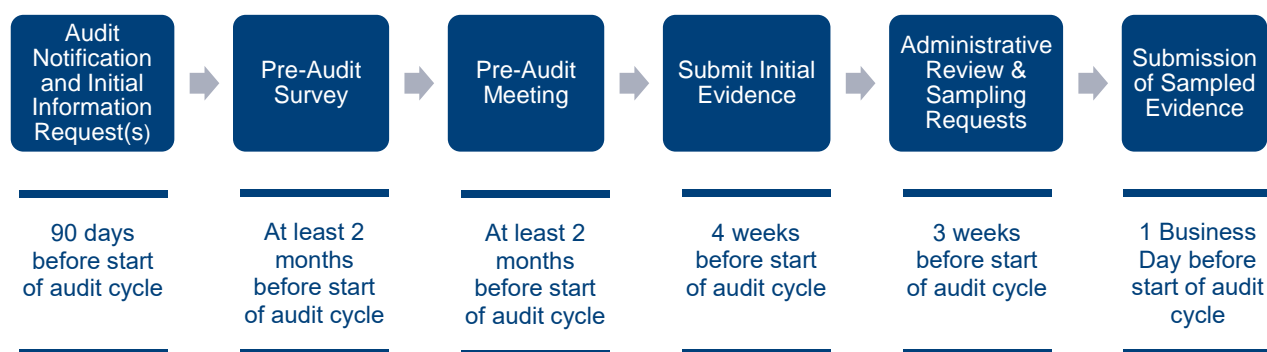 Audit
Notification
and Initial
Information
Request(s)
Pre-Audit
Survey
Pre-Audit
Meeting
Submit Initial
Evidence
Administrative
Review &
Sampling
Requests
Submission
of Sampled
Evidence
90 days
before start
of audit cycle
At least 2
months
before start
of audit cycle
At least 2
months
before start
of audit cycle
4 weeks
before start
of audit cycle
3 weeks
before start
of audit cycle
1 Business
Day before
start of audit
cycle